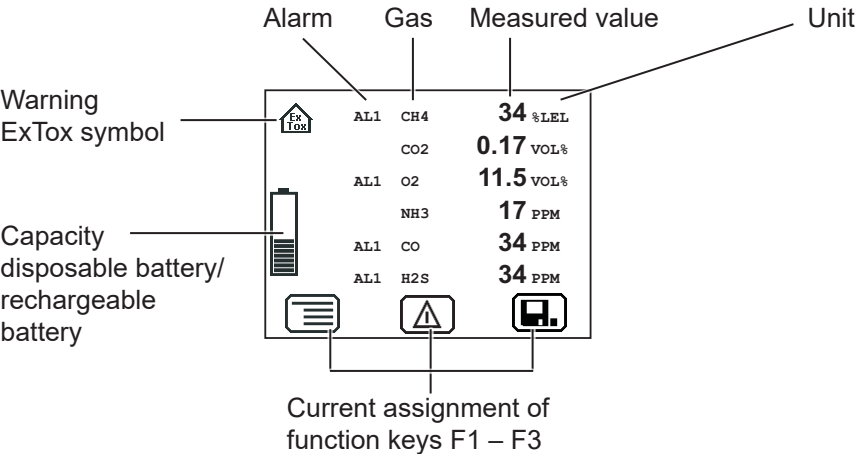 Alarm Gas Measured value Unit
Warning
ExTox symbol
Ex
Tox
AL1 CH4 34 %LEL
CO2 0.17 VOL%
AL1 O2 11.5 VOL%
NH3 17 PPM
AL1 CO 34 PPM
AL1 H2S 34 PPM
Capacity
disposable battery/
rechargeable
battery
Current assignment of
function keys F1 – F3